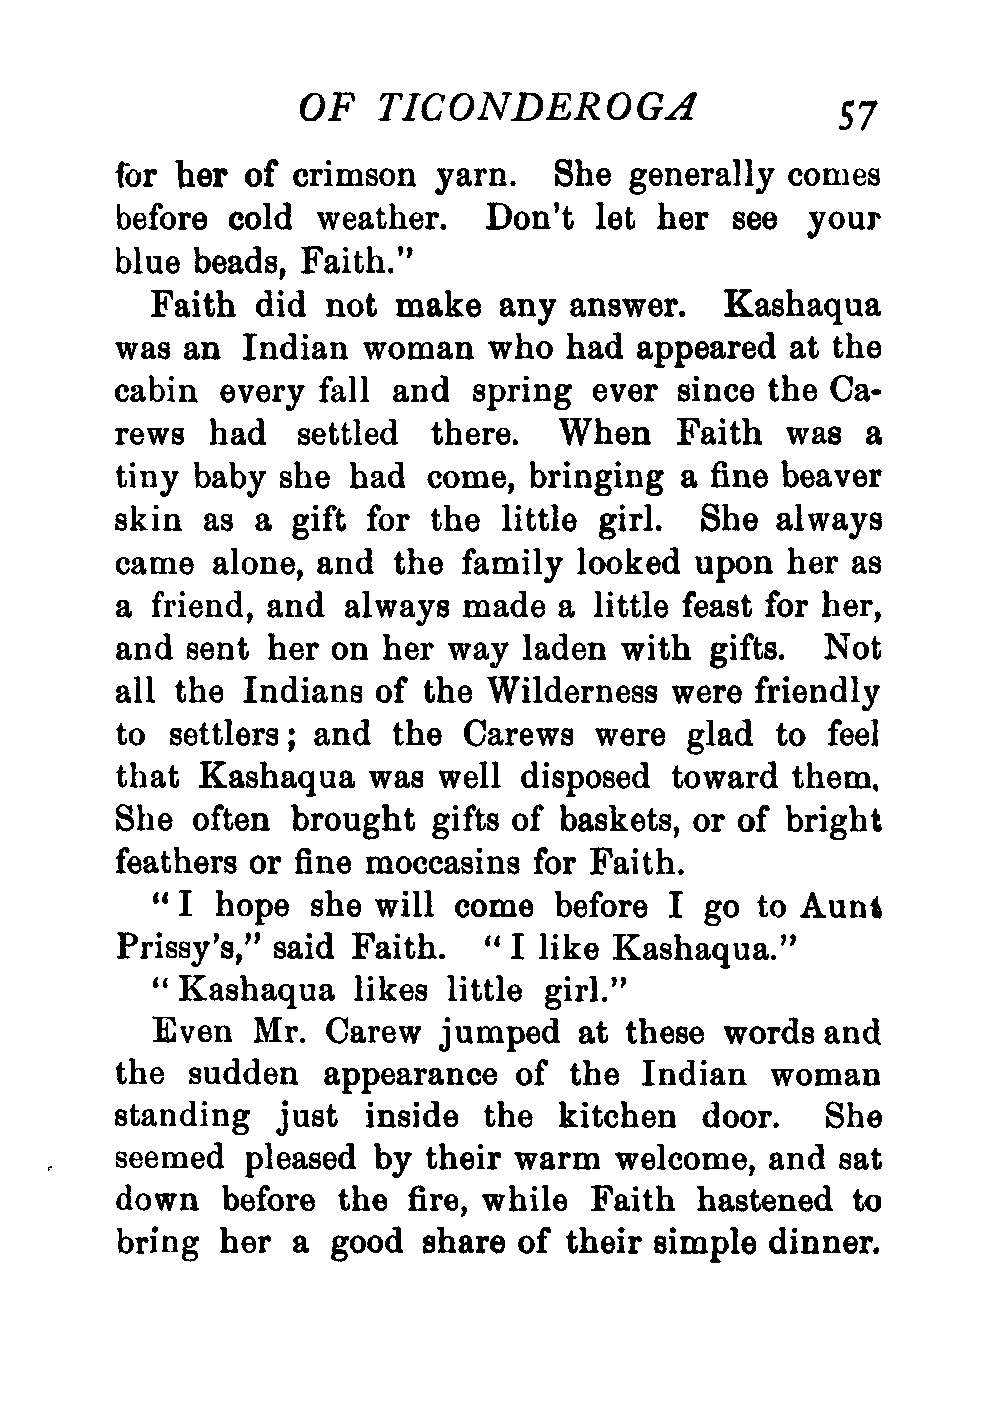 OF TICONDEROGA 57
for her of crimson yarn. She generally comes
before cold weather. Don't let her see your
blue beads, Faith."
Faith did not make any answer. Kashaqua
was an Indian woman who had appeared at the
cabin every fall and spring ever since the Ca-
rews had settled there. When Faith was a
tiny baby she had come, bringing a fine beaver
skin as a gift for the little girl. She always
came alone, and the family looked upon her as
a friend, and always made a little feast for her,
and sent her on her way laden with gifts. Not
all the Indians of the Wilderness were friendly
to settlers; and the Carews were glad to feel
that Kashaqua was well disposed toward them.
She often brought gifts of baskets, or of bright
feathers or fine moccasins for Faith.
"I hope she will come before I go to Aunt
Prissy's," said Faith. "I like Kashaqua."
"Kashaqua likes little girl."
Even Mr. Carew jumped at these words and
the sudden appearance of the Indian woman
standing just inside the kitchen door. She
seemed pleased by their warm welcome, and sat
down before the fire, while Faith hastened to
bring her a good share of their simple dinner.